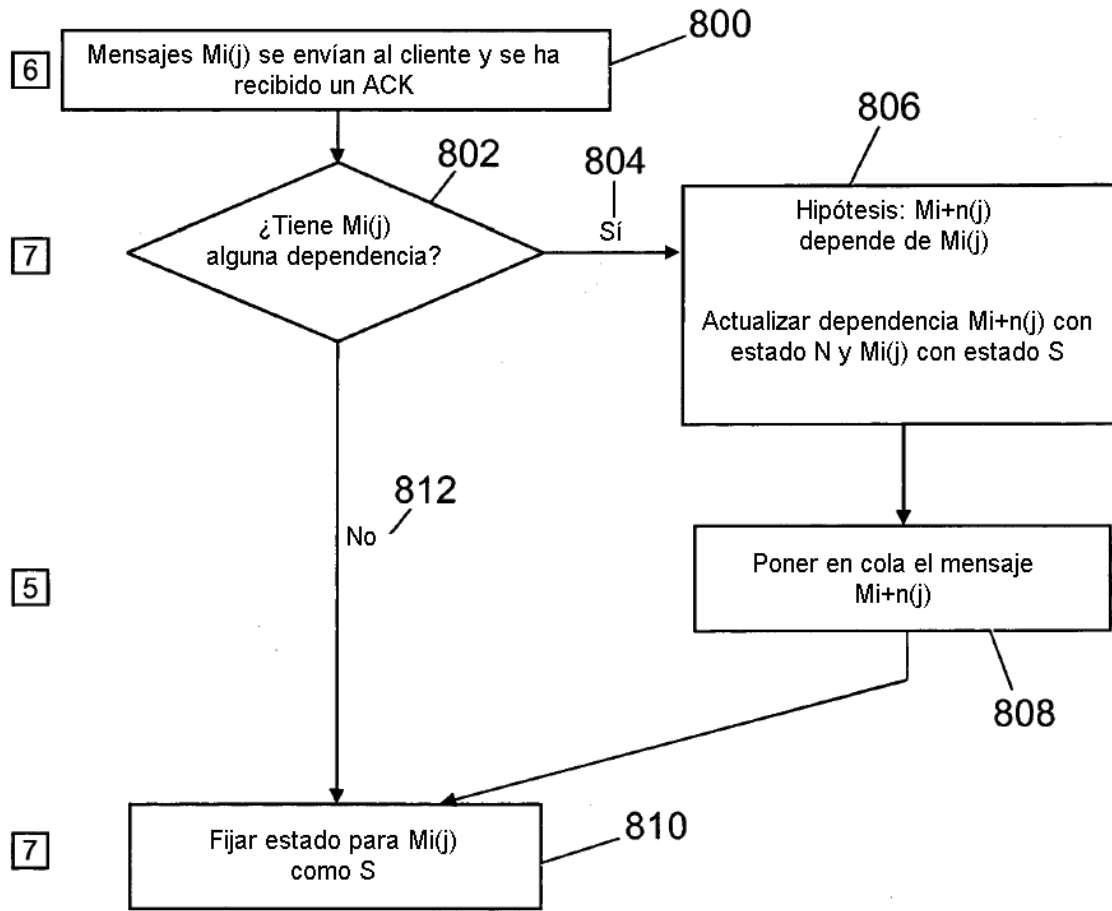 800
6
Mensajes Mi(j) se envían al cliente y se ha
recibido un ACK
802
804
806
7
¿Tiene Mi(j)
alguna dependencia?
Sí
Hipótesis: Mi+n(j)
depende de Mi(j)
Actualizar dependencia Mi+n(j) con
estado N y Mi(j) con estado S
812
No
5
Poner en cola el mensaje
Mi+n(j)
808
7
Fijar estado para Mi(j)
como S
810